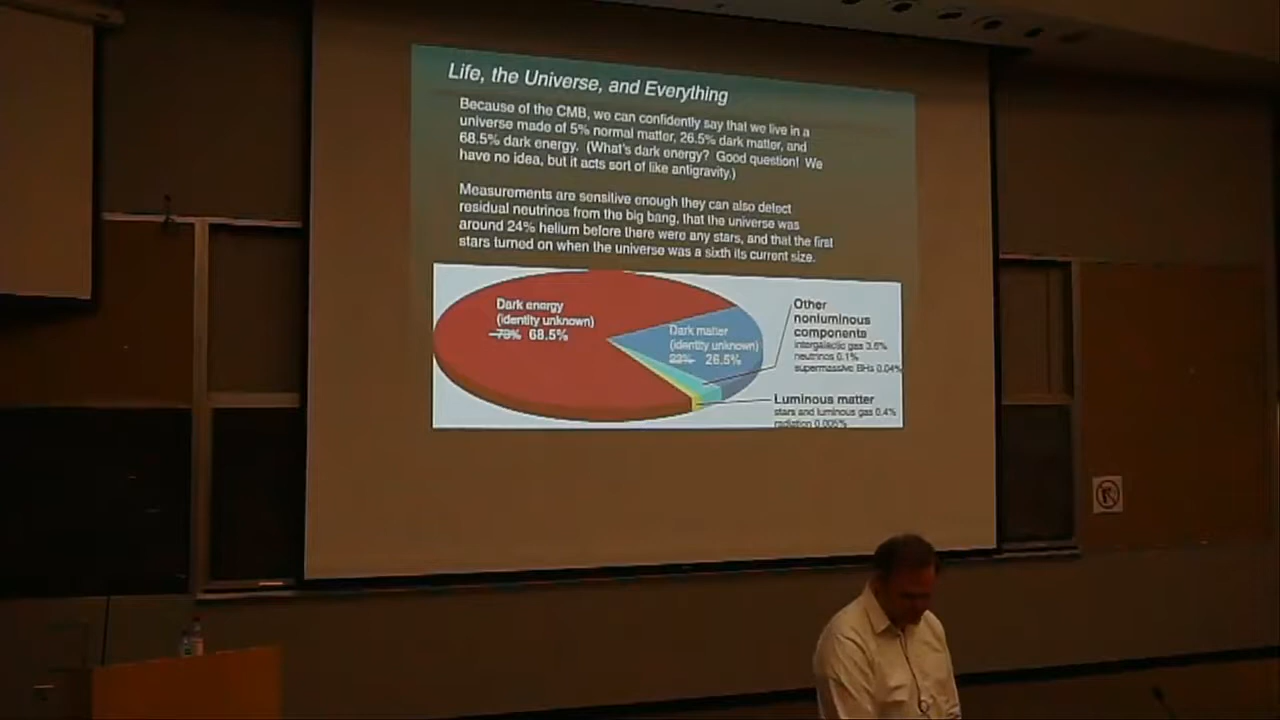 Life, the Universe, and Everything
Because of the CMB, we can confidently say that we live in a
universe made of 5% normal matter, 26.5% dark matter, and
68.5% dark energy. (What's dark energy? Good question! We
have no idea, but it acts sort of like antigravity.)
Measurements are sensitive enough they can also detect
residual neutrinos from the big bang, that the universe was
around 24% helium before there were any stars, and that the first
stars turned on when the universe was a sixth its current size.
Dark energy
(identity unknown)
73% 68.5%
Dark matter
(identity unknown)
23% 26.5%
Other
nonluminous
components
intergalactic gas 3.6%
neutrinos 0.1%
supermassive BHs 0.04%
Luminous matter
stars and luminous gas 0.4%
radiation 0.005%